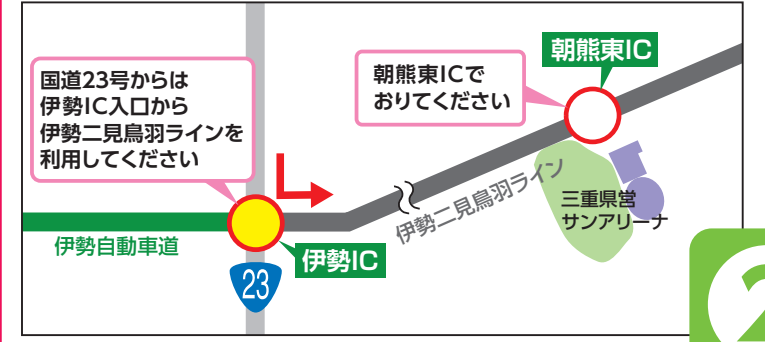 国道23号からは
伊勢IC入口から
伊勢二見鳥羽ラインを
利用してください
朝熊東ICで
おりてください
朝熊東IC
伊勢二見鳥羽ライン
三重県営
サンアリーナ
伊勢自動車道
伊勢IC
23
2